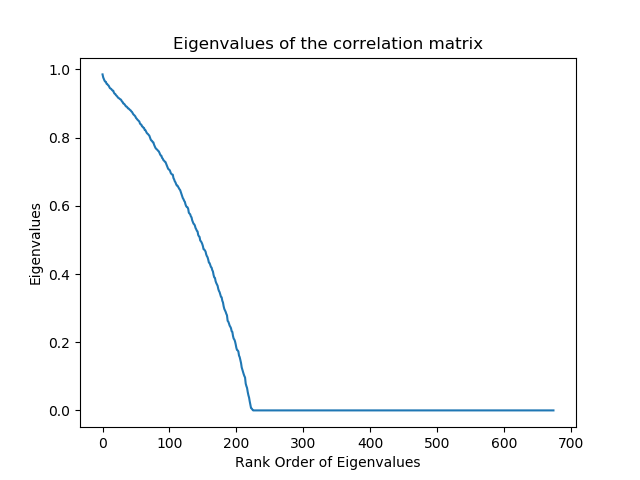 Eigenvalues of the correlation matrix
1.0
0.8
0.6
0.4
0.2
0.0
Eigenvalues
0 100 200 300 400 500 600 700
Rank Order of Eigenvalues